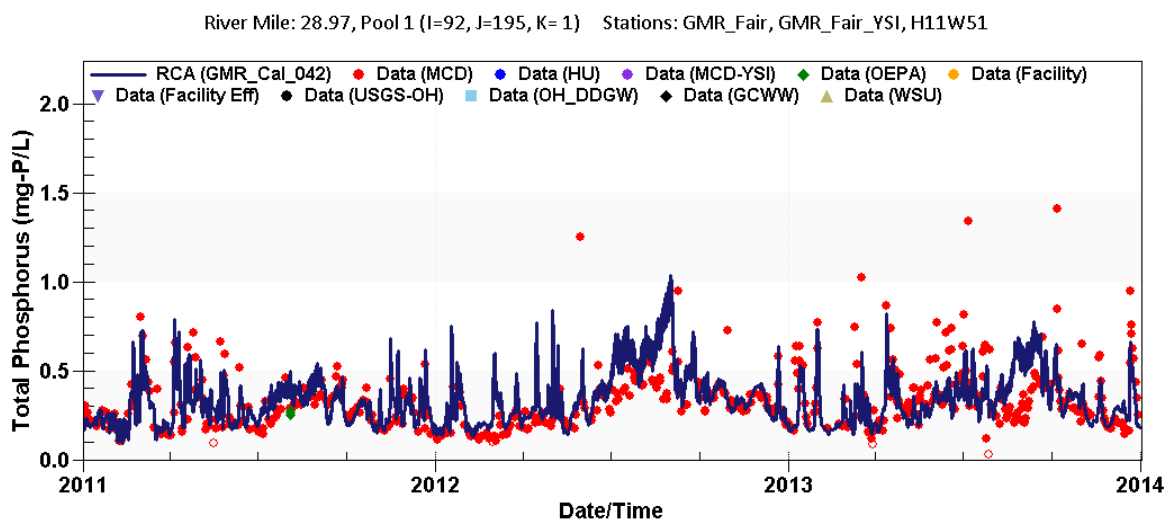 River Mile: 28.97, Pool 1 (I=92, J=195, K= 1) Stations: GMR_Fair, GMR_Fair_YSI, H11W51
RCA (GMR_Cal_042) Data (MCD) Data (HU) Data (MCD-YSI) Data (OEPA) Data (Facility)
Data (Facility Eff) Data (USGS-OH) Data (OH_DDGW) Data (GCWW) Data (WSU)
Total Phosphorus (mg-P/L)
2.0
1.5
1.0
0.5
0.0
2011 2012 2013 2014
Date/Time